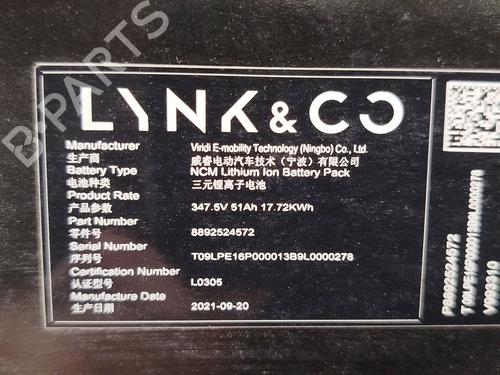 LYNK & CO
Manufacturer Viridi E-mobility Technology (Ningbo) Co., Ltd.
生产商 威睿电动汽车技术（宁波）有限公司
Battery Type NCM Lithium Ion Battery Pack
电池种类 三元锂离子电池
Product Rate
产品参数 347.5V 51Ah 17.72KWh
Part Number
零件号 8892524572
Serial Number
序列号 T09LPE16P000013B9L0000278
Certification Number
认证型号 L0305
Manufacture Date
生产日期 2021-09-20
P8892524572
T09LPE16P000013B9L0000278
B-PARTS